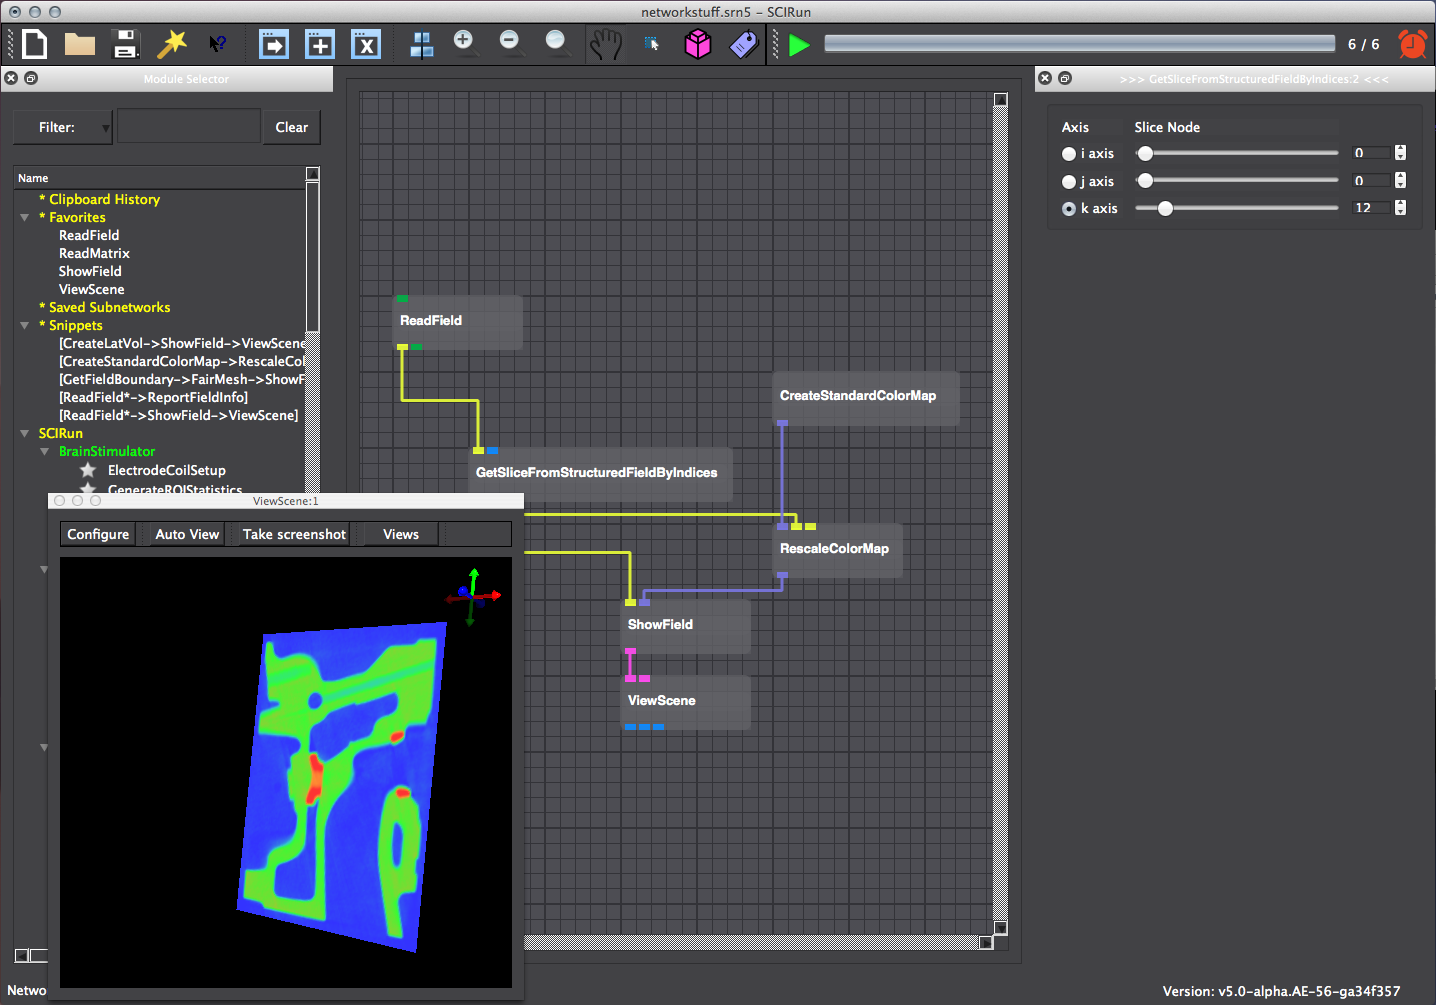 networkstuff.srn5 – SCIRun
6 / 6
Module Selector
Filter:
Clear
Name
* Clipboard History
* Favorites
ReadField
ReadMatrix
ShowField
ViewScene
* Saved Subnetworks
* Snippets
[CreateLatVol->ShowField->ViewScene
[CreateStandardColorMap->RescaleCol
[GetFieldBoundary->FairMesh->ShowF
[ReadField*->ReportFieldInfo]
[ReadField*->ShowField->ViewScene]
SCIRun
BrainStimulator
ElectrodeCoilSetup
GenerateROIStatistics
ViewScene:1
Configure
Auto View
Take screenshot
Views
ReadField
CreateStandardColorMap
GetSliceFromStructuredFieldByIndices
RescaleColorMap
ShowField
ViewScene
>>> GetSliceFromStructuredFieldByIndices:2 <<<
Axis Slice Node
i axis 0
j axis 0
k axis 12
Netwo
Version: v5.0-alpha.AE-56-ga34f357